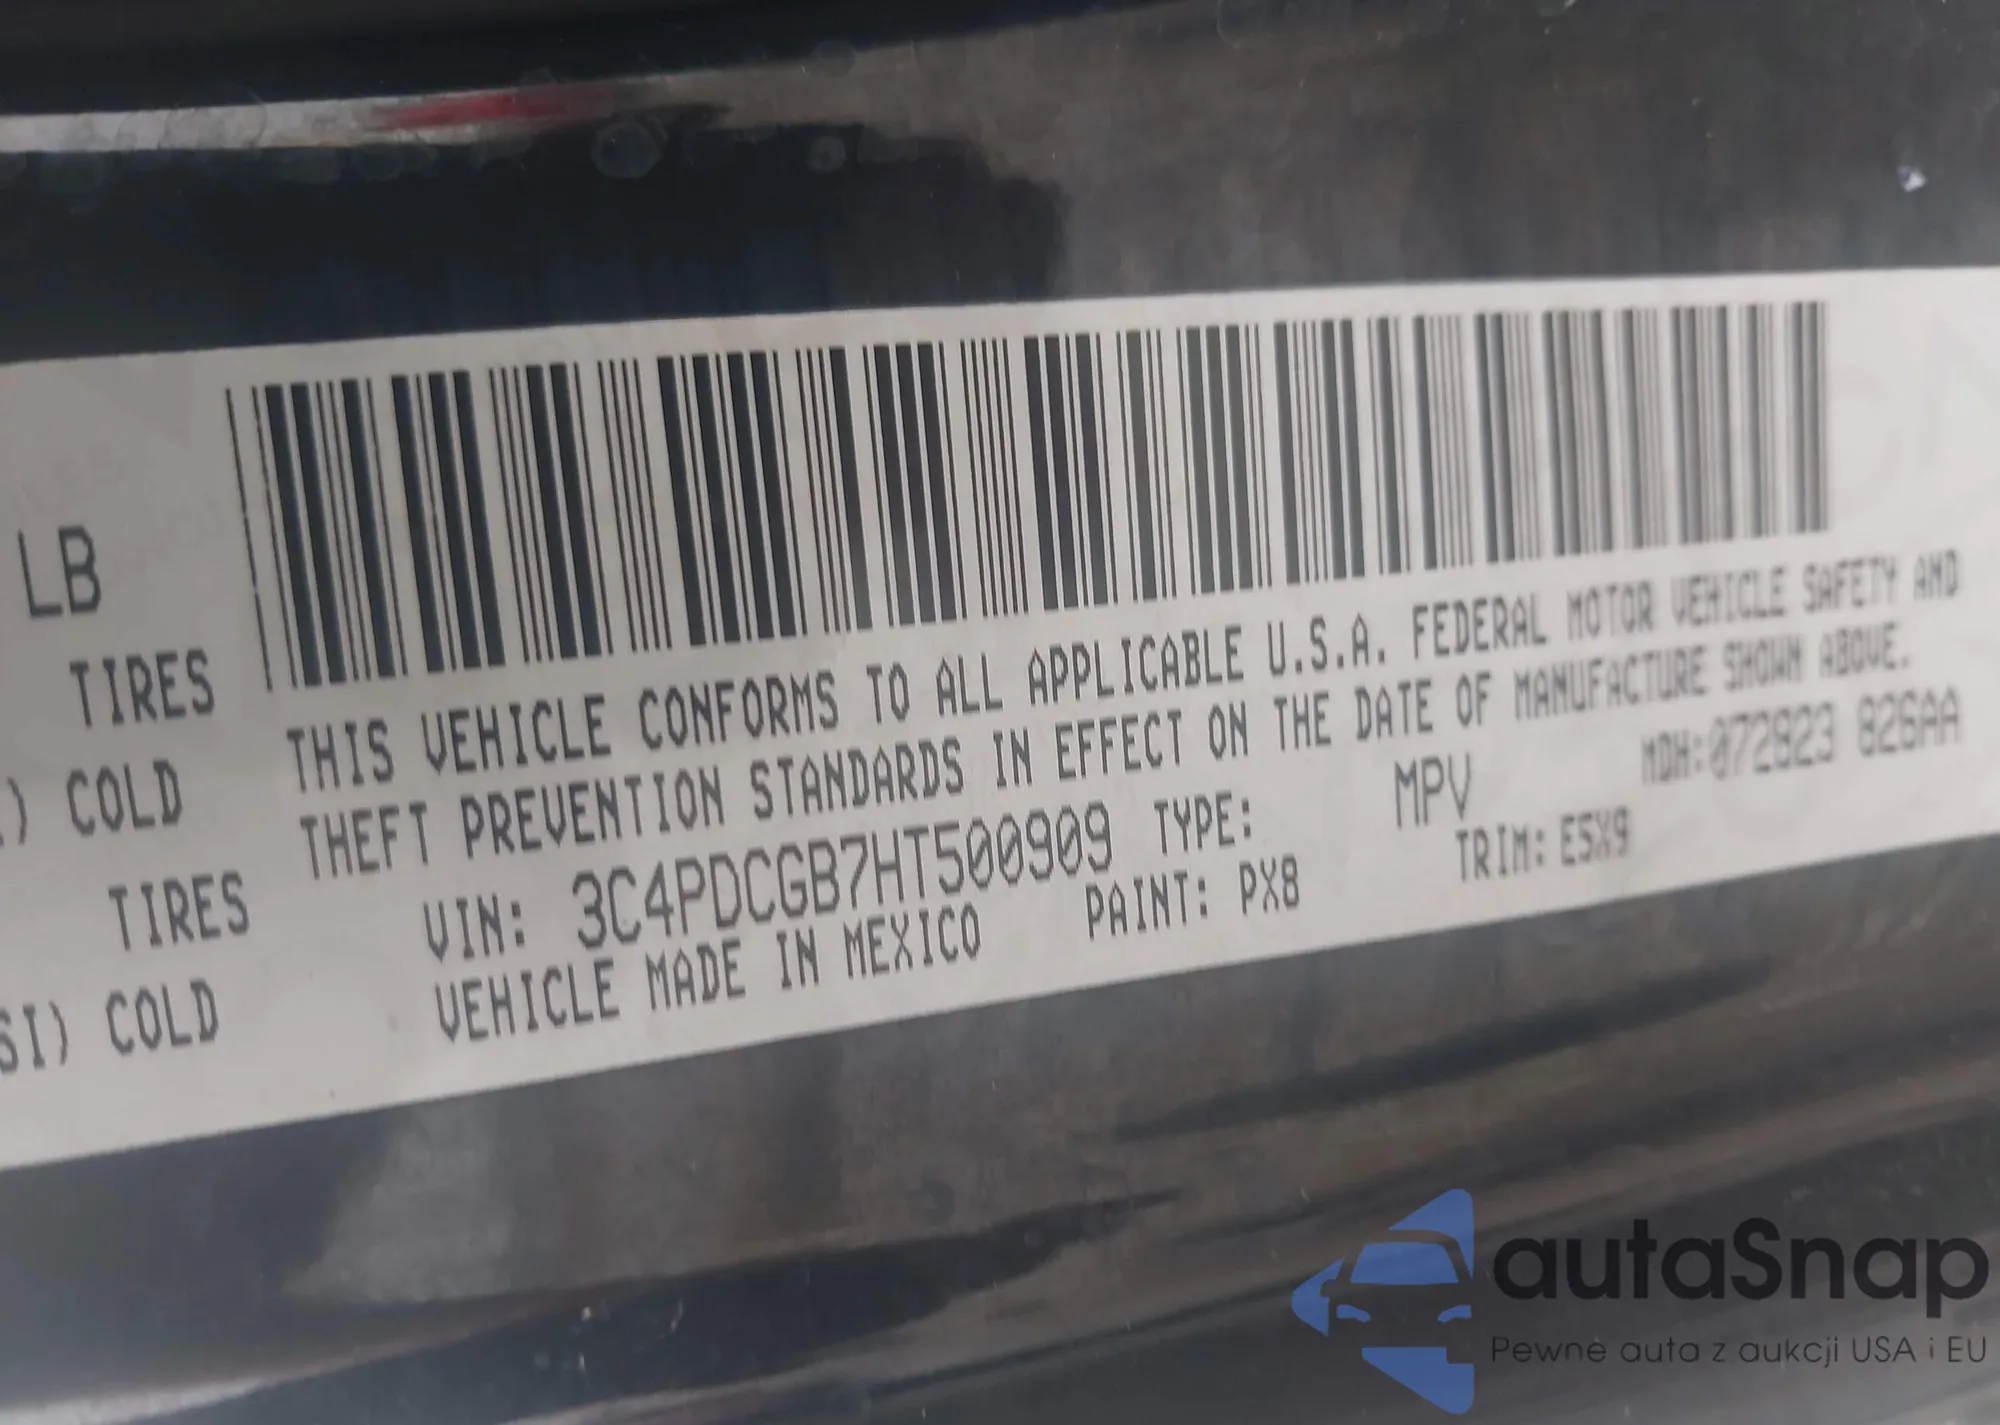 LB
TIRES
) COLD
TIRES
SI) COLD
THIS VEHICLE CONFORMS TO ALL APPLICABLE U.S.A. FEDERAL MOTOR VEHICLE SAFETY AND
THEFT PREVENTION STANDARDS IN EFFECT ON THE DATE OF MANUFACTURE SHOWN ABOVE.
VIN: 3C4PDCGB7HT500909 TYPE: MPV MDH:072823 826AA
VEHICLE MADE IN MEXICO PAINT: PX8 TRIM: E5X9
autaSnap
Pewne auta z aukcji USA i EU